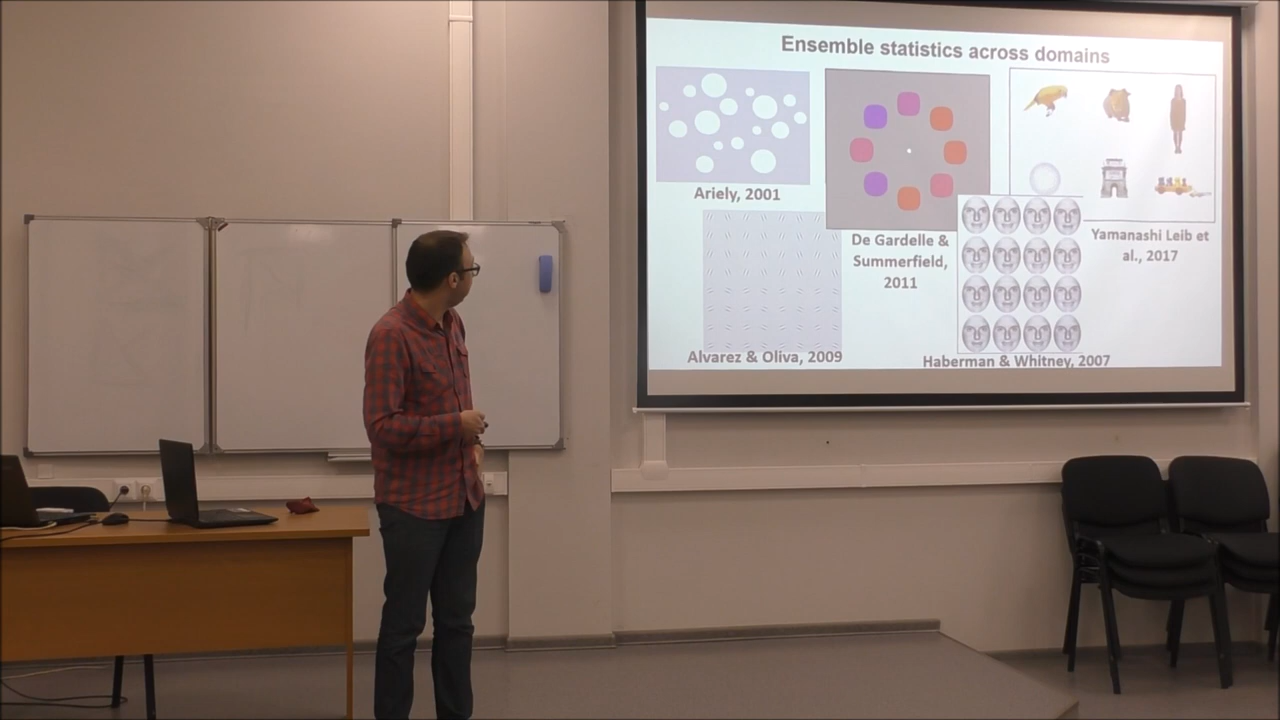 Ensemble statistics across domains
Ariely, 2001
De Gardelle &
Summerfield,
2011
Yamanashi Leib et
al., 2017
Alvarez & Oliva, 2009
Haberman & Whitney, 2007